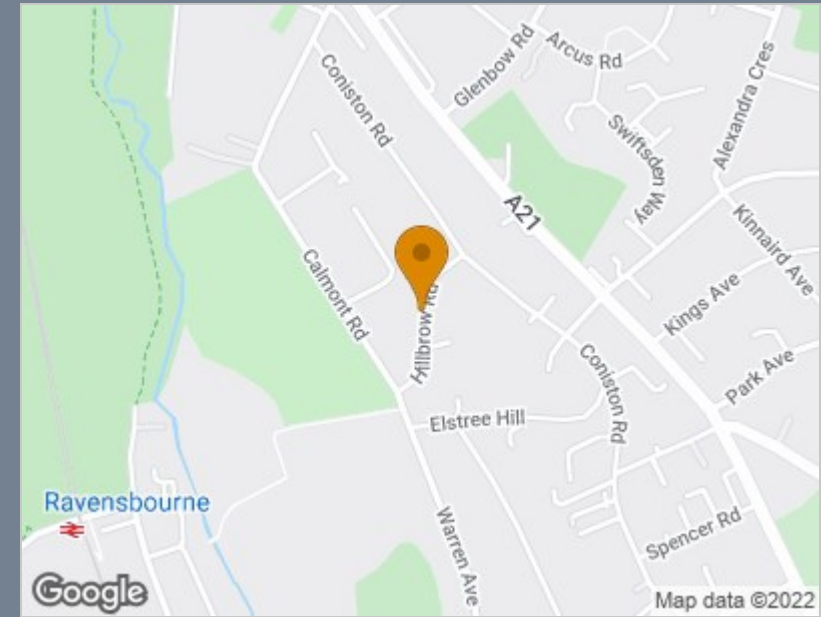 Glenbow Rd
Arcus Rd
Coniston Rd
Alexandra Cres
Swiftsden Way
A21
Kinnaird Ave
Calmont Rd
Hillbrow Rd
Kings Ave
Coniston Rd
Park Ave
Elstree Hill
Ravensbourne
Warren Ave
Spencer Rd
Google
Map data ©2022